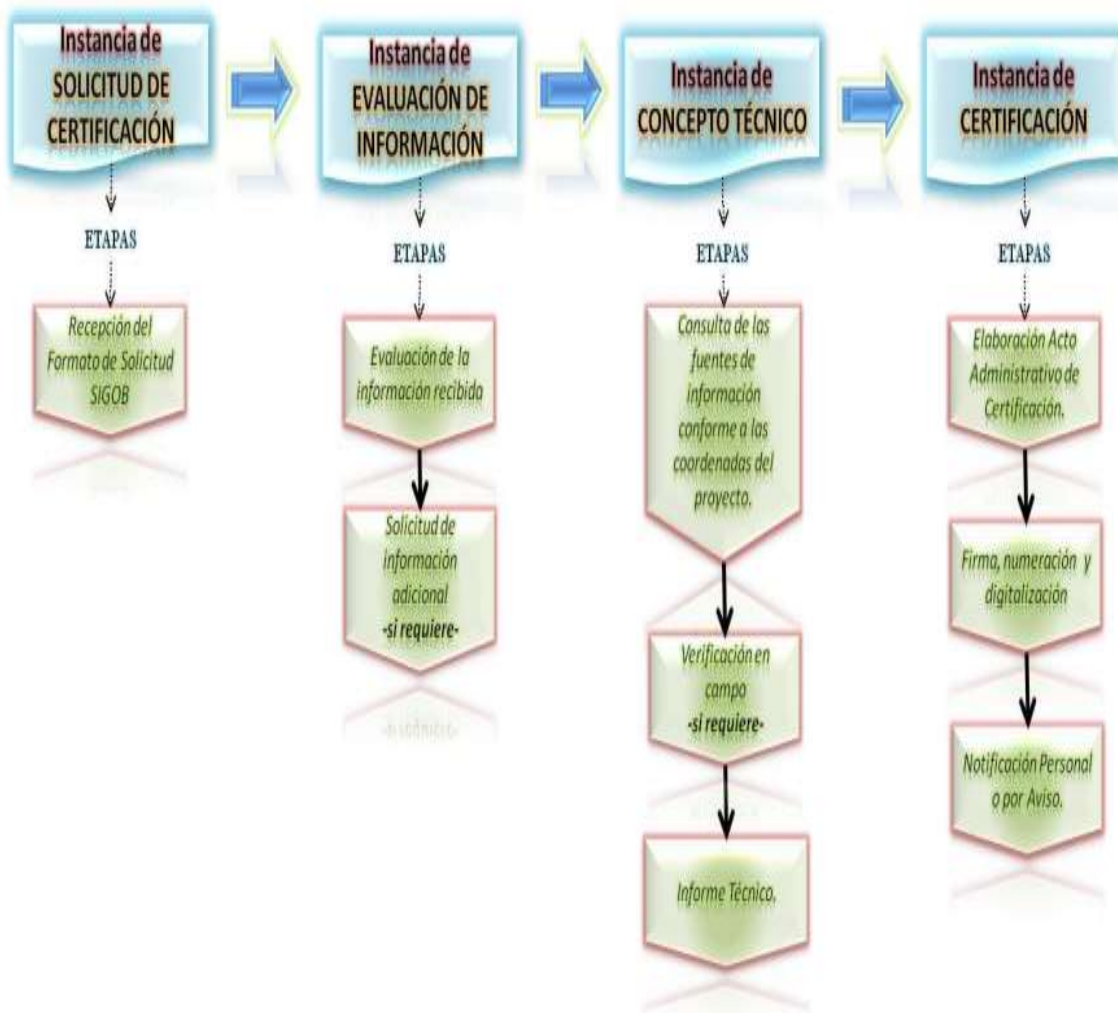 Instancia de
SOLICITUD DE
CERTIFICACIÓN
ETAPAS
Recepción del
Formato de Solicitud
SIGOB
Instancia de
EVALUACIÓN DE
INFORMACIÓN
ETAPAS
Evaluación de la
información recibida
Solicitud de
información
adicional
-si requiere-
Instancia de
CONCEPTO TÉCNICO
ETAPAS
Consulta de las
fuentes de
información
conforme a las
coordenadas del
proyecto.
Verificación en
campo
-si requiere-
Informe Técnico.
Instancia de
CERTIFICACIÓN
ETAPAS
Elaboración Acto
Administrativo de
Certificación.
Firma, numeración y
digitalización
Notificación Personal
o por Aviso.